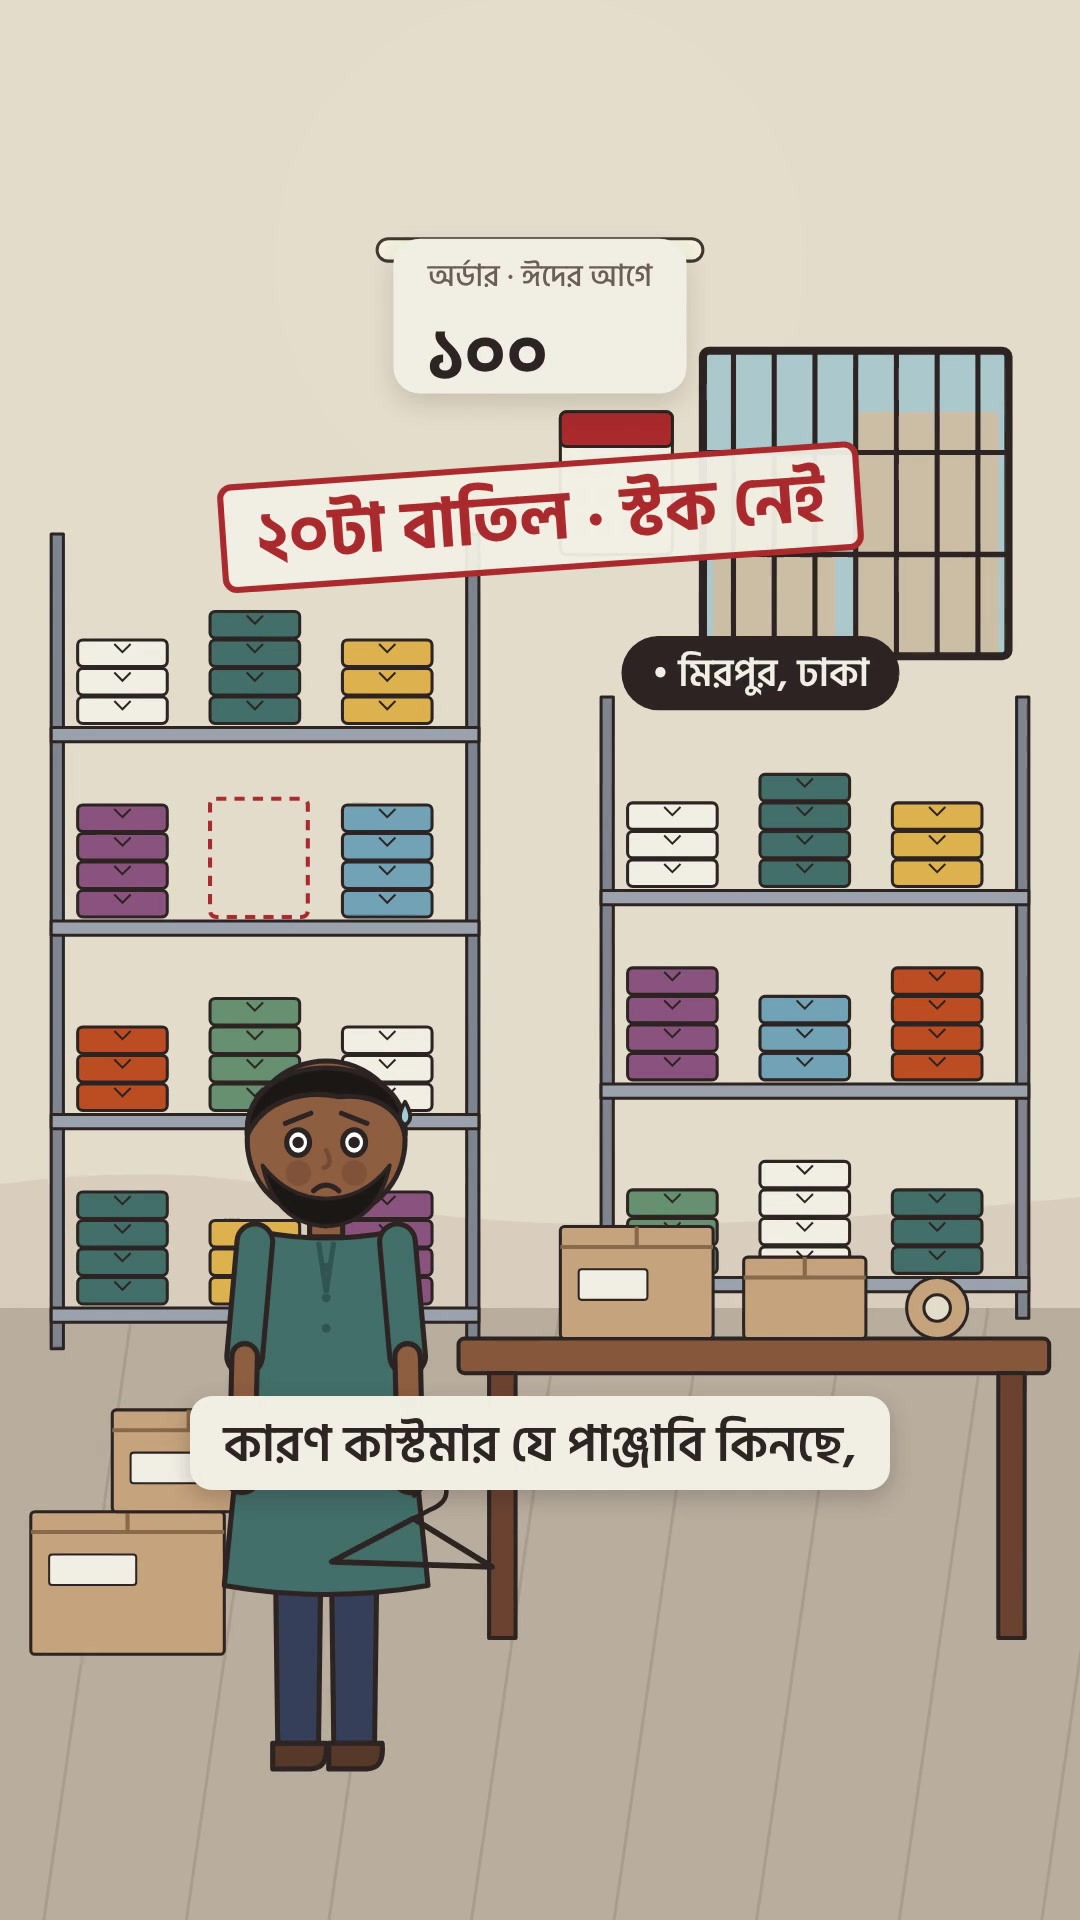 অর্ডার · ঈদের আগে
১০০
২০টা বাতিল · স্টক নেই
• মিরপুর, ঢাকা
কারণ কাস্টমার যে পাঞ্জাবি কিনছে,